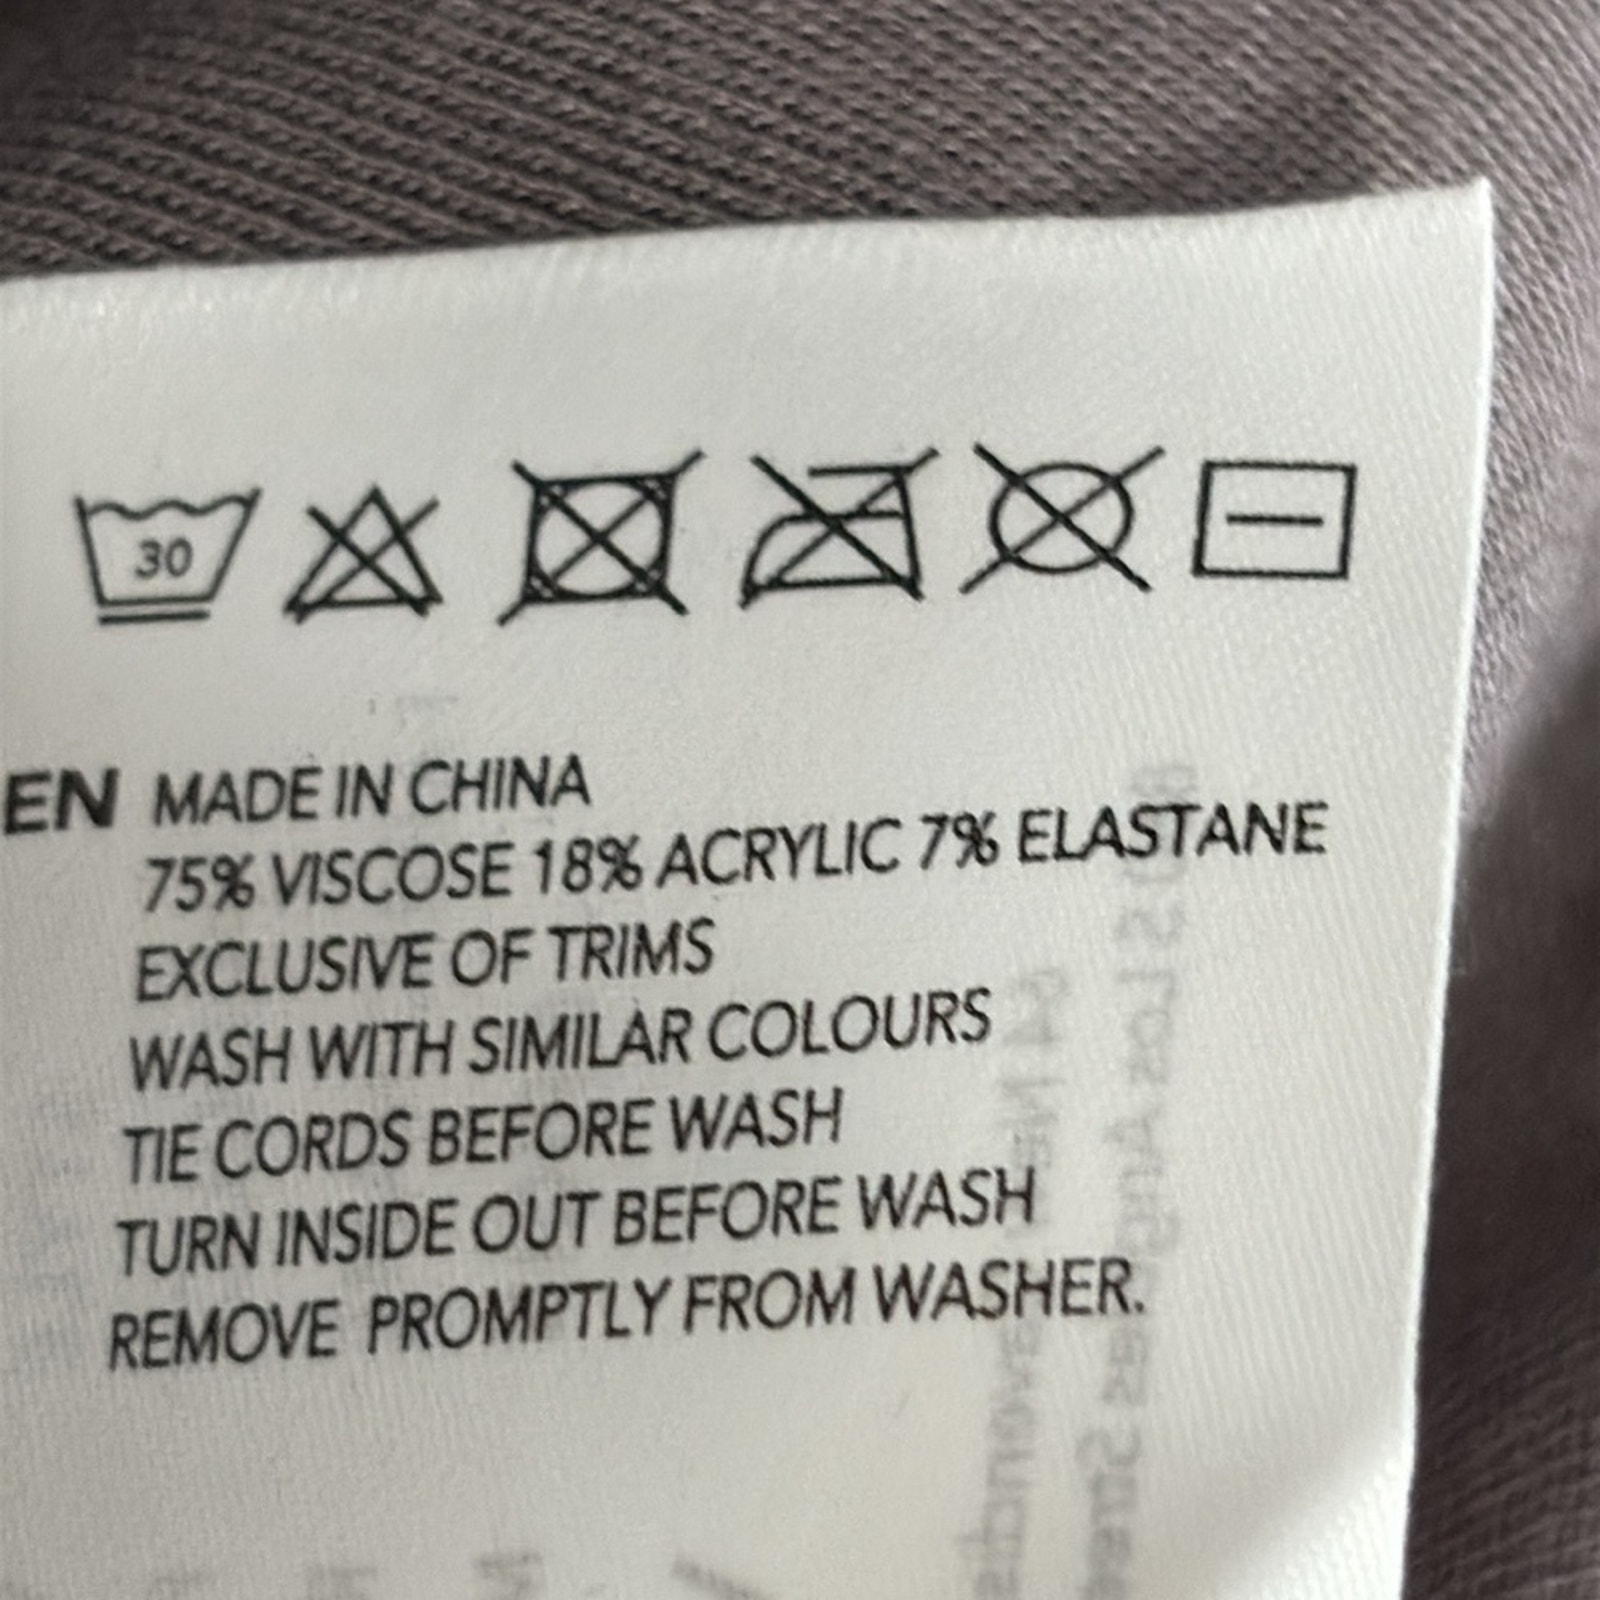 30
EN MADE IN CHINA
75% VISCOSE 18% ACRYLIC 7% ELASTANE
EXCLUSIVE OF TRIMS
WASH WITH SIMILAR COLOURS
TIE CORDS BEFORE WASH
TURN INSIDE OUT BEFORE WASH
REMOVE PROMPTLY FROM WASHER.